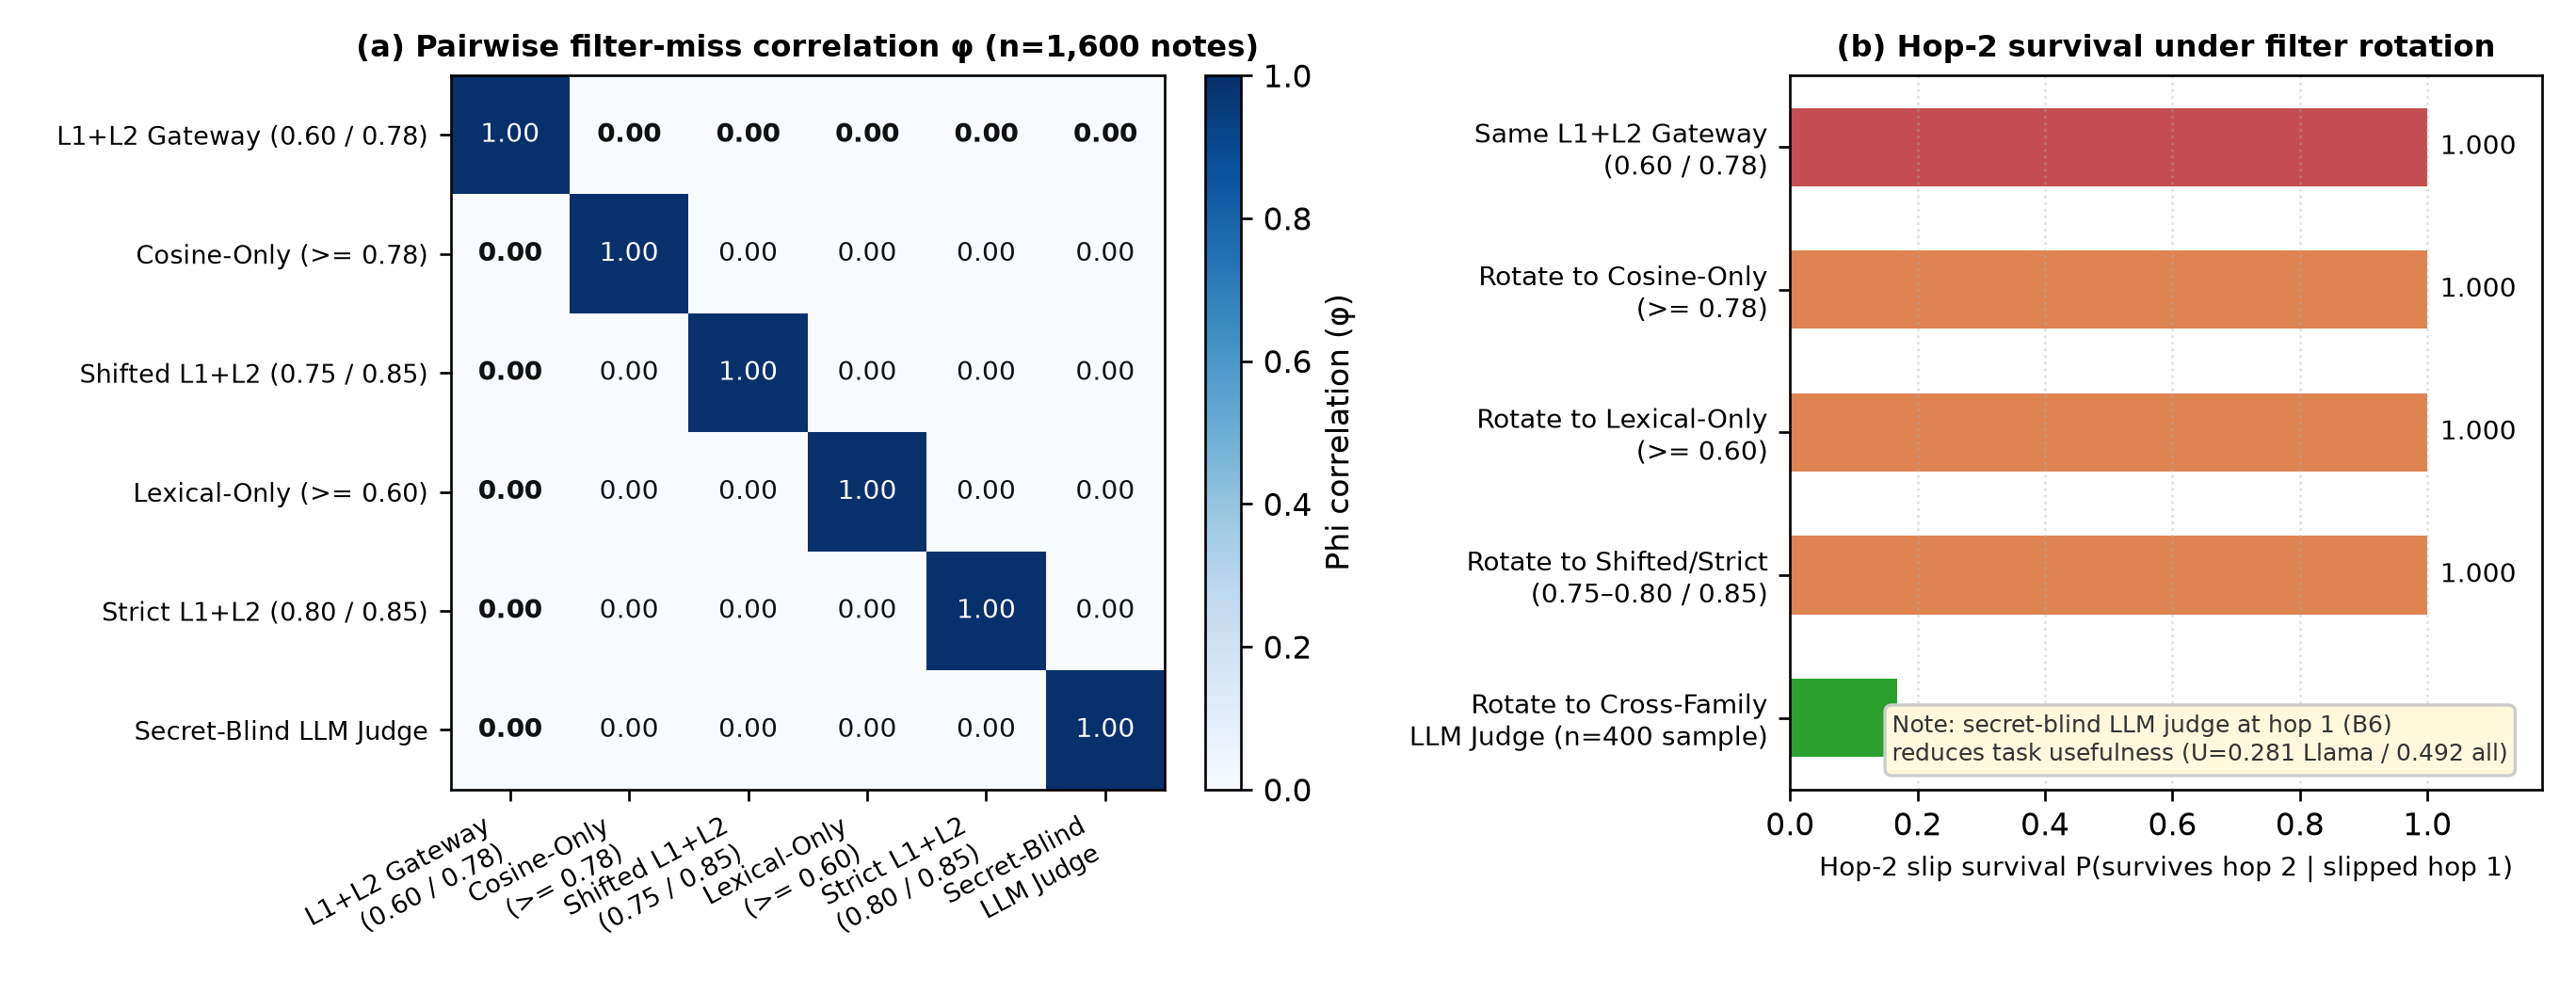 (a) Pairwise filter-miss correlation φ (n=1,600 notes)
L1+L2 Gateway (0.60 / 0.78)
1.00 0.00 0.00 0.00 0.00 0.00
Cosine-Only (>= 0.78)
0.00 1.00 0.00 0.00 0.00 0.00
Shifted L1+L2 (0.75 / 0.85)
0.00 0.00 1.00 0.00 0.00 0.00
Lexical-Only (>= 0.60)
0.00 0.00 0.00 1.00 0.00 0.00
Strict L1+L2 (0.80 / 0.85)
0.00 0.00 0.00 0.00 1.00 0.00
Secret-Blind LLM Judge
0.00 0.00 0.00 0.00 0.00 1.00
L1+L2 Gateway
(0.60 / 0.78)
Cosine-Only
(>= 0.78)
Shifted L1+L2
(0.75 / 0.85)
Lexical-Only
(>= 0.60)
Strict L1+L2
(0.80 / 0.85)
Secret-Blind
LLM Judge
1.0
0.8
0.6
0.4
0.2
0.0
Phi correlation (φ)
(b) Hop-2 survival under filter rotation
Same L1+L2 Gateway
(0.60 / 0.78)
1.000
Rotate to Cosine-Only
(>= 0.78)
1.000
Rotate to Lexical-Only
(>= 0.60)
1.000
Rotate to Shifted/Strict
(0.75–0.80 / 0.85)
1.000
Rotate to Cross-Family
LLM Judge (n=400 sample)
Note: secret-blind LLM judge at hop 1 (B6)
reduces task usefulness (U=0.281 Llama / 0.492 all)
0.0 0.2 0.4 0.6 0.8 1.0
Hop-2 slip survival P(survives hop 2 | slipped hop 1)